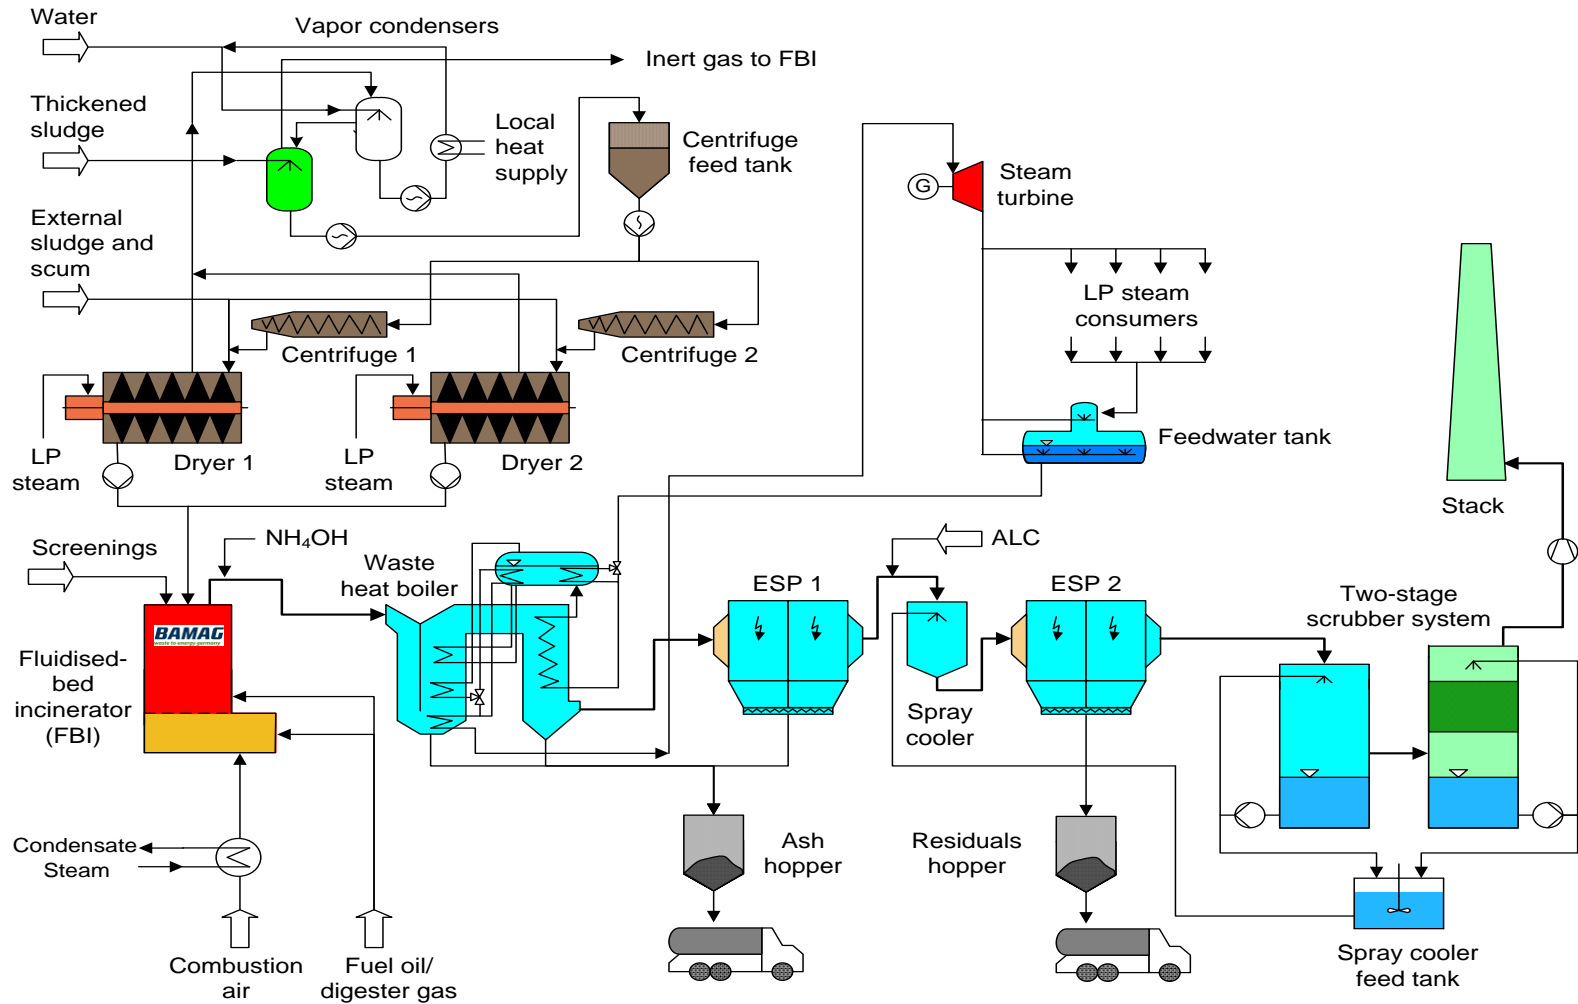 Water
Vapor condensers
Inert gas to FBI
Thickened
sludge
Local
heat
supply
Centrifuge
feed tank
G
Steam
turbine
External
sludge and
scum
LP steam
consumers
Centrifuge 1
Centrifuge 2
Feedwater tank
LP
steam
Dryer 1
LP
steam
Dryer 2
Stack
Screenings
NH₄OH
Waste
heat boiler
ALC
ESP 1
ESP 2
Two-stage
scrubber system
BAMAG
waste to energy germany
Fluidised-
bed
incinerator
(FBI)
Spray
cooler
Condensate
Steam
Ash
hopper
Residuals
hopper
Combustion
air
Fuel oil/
digester gas
Spray cooler
feed tank